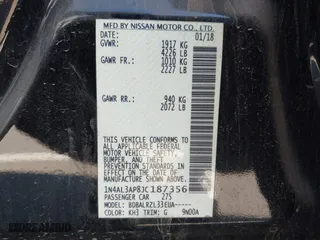 MFD BY NISSAN MOTOR CO., LTD.
DATE: 01/18
GVWR: 1917 KG
4226 LB
GAWR FR: 1010 KG
2227 LB
GAWR RR: 940 KG
2072 LB
THIS VEHICLE CONFORMS TO ALL
APPLICABLE FEDERAL MOTOR VEHICLE
SAFETY, BUMPER, AND THEFT
PREVENTION STANDARDS IN EFFECT
ON THE DATE OF MANUFACTURE
SHOWN ABOVE.
1N4AL3AP8JC187356
PASSENGER CAR 275
MODEL: BDBALRZL33EUA-----
COLOR: KH3 TRIM: G 9N00A